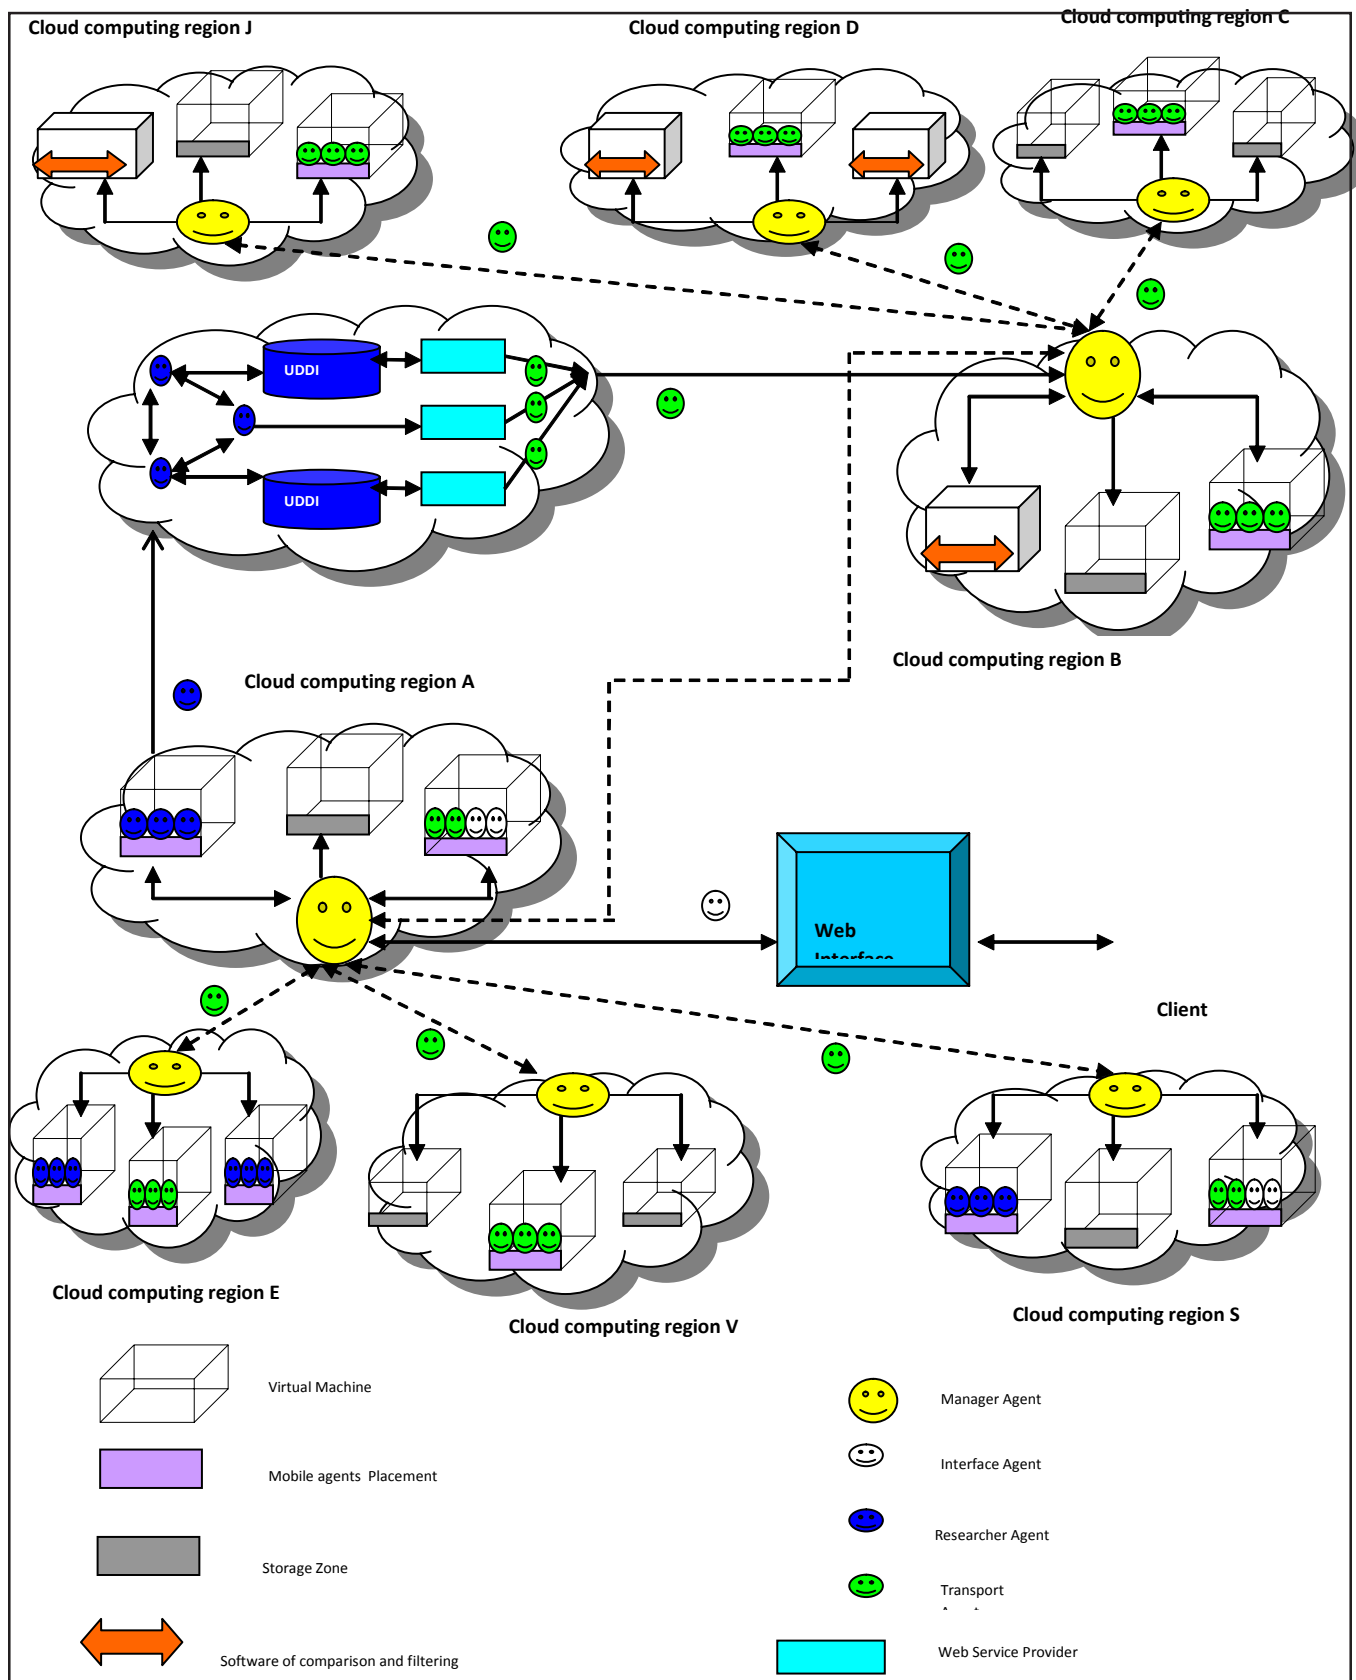 Cloud computing region J
Cloud computing region D
Cloud computing region C
UDDI
UDDI
Cloud computing region B
Cloud computing region A
Web
Interface
Client
Cloud computing region E
Cloud computing region V
Cloud computing region S
Virtual Machine
Manager Agent
Mobile agents Placement
Interface Agent
Researcher Agent
Storage Zone
Transport
Software of comparison and filtering
Web Service Provider